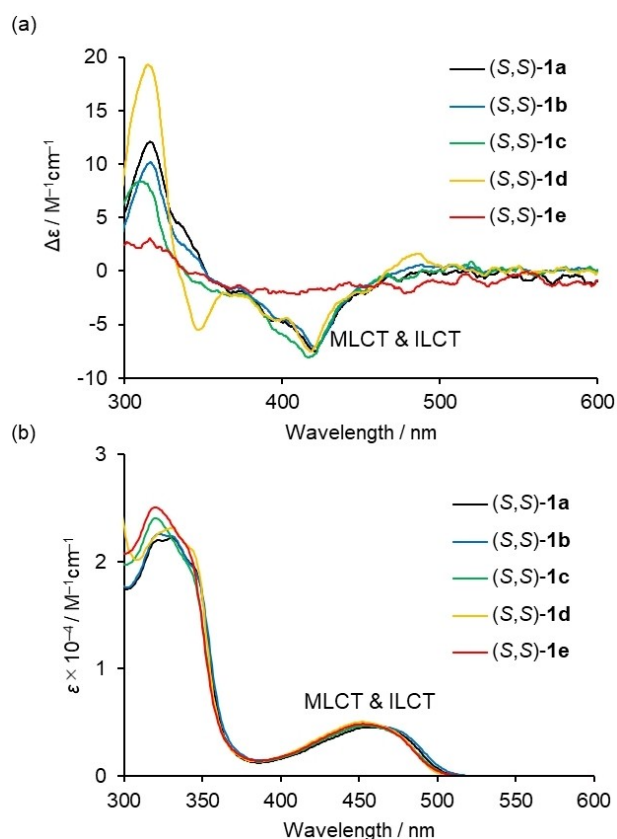 (a)
20
15
10
5
0
-5
-10
Δε / M⁻¹cm⁻¹
(S,S)-1a
(S,S)-1b
(S,S)-1c
(S,S)-1d
(S,S)-1e
MLCT & ILCT
300 400 500 600
Wavelength / nm
(b)
3
2
1
0
ε × 10⁻⁴ / M⁻¹cm⁻¹
(S,S)-1a
(S,S)-1b
(S,S)-1c
(S,S)-1d
(S,S)-1e
MLCT & ILCT
300 350 400 450 500 550 600
Wavelength / nm